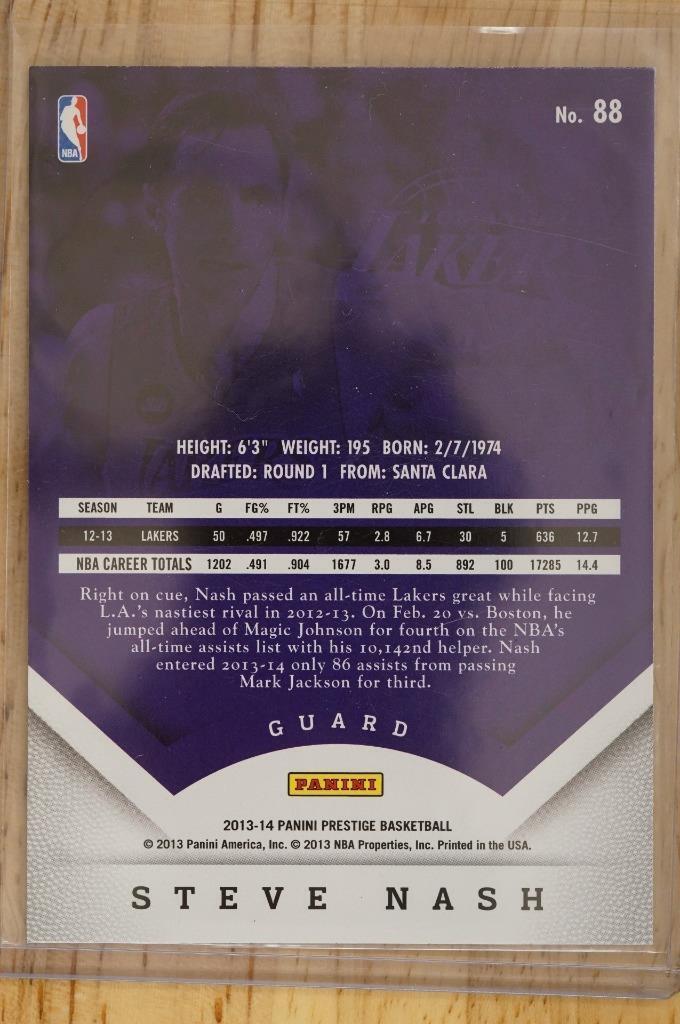 No. 88
NBA
LAKERS
HEIGHT: 6'3" WEIGHT: 195 BORN: 2/7/1974
DRAFTED: ROUND 1 FROM: SANTA CLARA
SEASON TEAM G FG% FT% 3PM RPG APG STL BLK PTS PPG
12-13 LAKERS 50 .497 .922 57 2.8 6.7 30 5 636 12.7
NBA CAREER TOTALS 1202 .491 .904 1677 3.0 8.5 892 100 17285 14.4
Right on cue, Nash passed an all-time Lakers great while facing
L.A.'s nastiest rival in 2012-13. On Feb. 20 vs. Boston, he
jumped ahead of Magic Johnson for fourth on the NBA's
all-time assists list with his 10,142nd helper. Nash
entered 2013-14 only 86 assists from passing
Mark Jackson for third.
GUARD
PANINI
2013-14 PANINI PRESTIGE BASKETBALL
© 2013 Panini America, Inc. © 2013 NBA Properties, Inc. Printed in the USA.
STEVE NASH